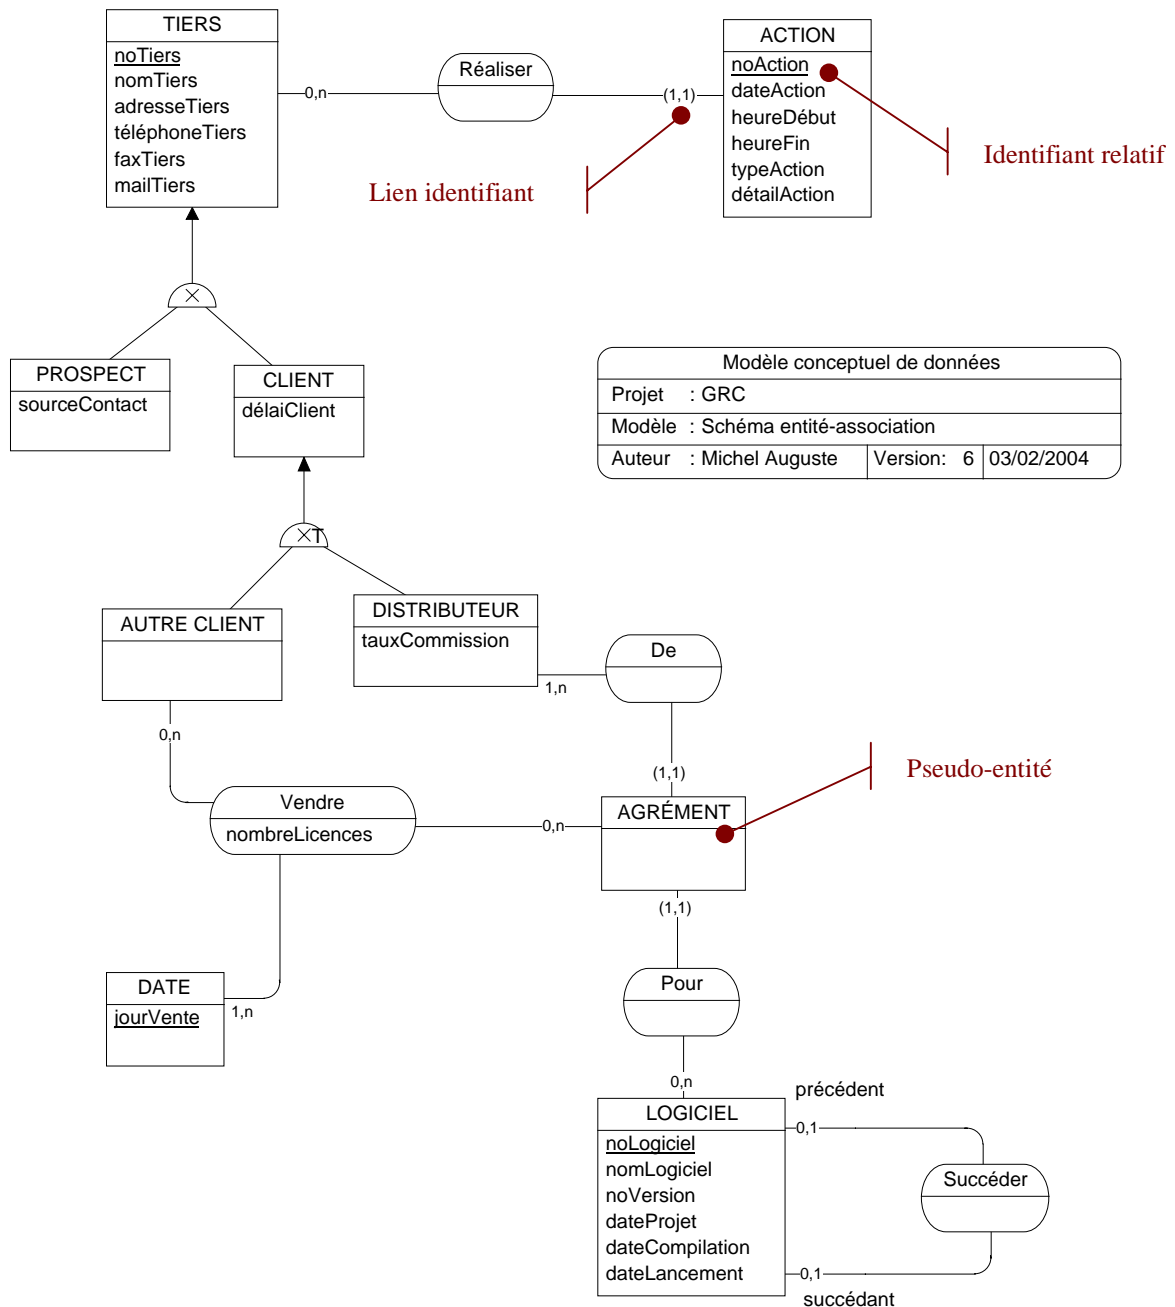 TIERS
noTiers
nomTiers
adresseTiers
téléphoneTiers
faxTiers
mailTiers
0,n
Réaliser
(1,1)
ACTION
noAction
dateAction
heureDébut
heureFin
typeAction
détailAction
Identifiant relatif
Lien identifiant
X
PROSPECT
sourceContact
CLIENT
délaiClient
Modèle conceptuel de données
Projet : GRC
Modèle : Schéma entité-association
Auteur : Michel Auguste Version: 6 03/02/2004
XT
AUTRE CLIENT
DISTRIBUTEUR
tauxCommission
1,n
De
0,n
(1,1)
Pseudo-entité
Vendre
nombreLicences
0,n
AGRÉMENT
(1,1)
DATE
jourVente
1,n
Pour
0,n
LOGICIEL
noLogiciel
nomLogiciel
noVersion
dateProjet
dateCompilation
dateLancement
précédent
0,1
Succéder
0,1
succédant